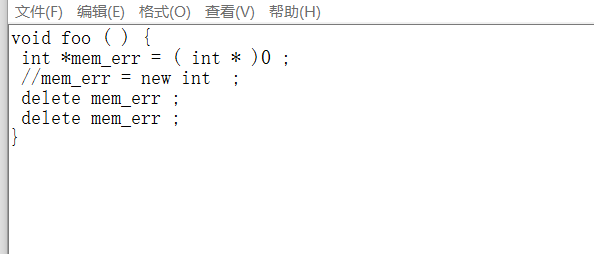 文件(F) 编辑(E) 格式(O) 查看(V) 帮助(H)
void foo ( ) {
 int *mem_err = ( int * )0 ;
 //mem_err = new int  ;
 delete mem_err ;
 delete mem_err ;
}